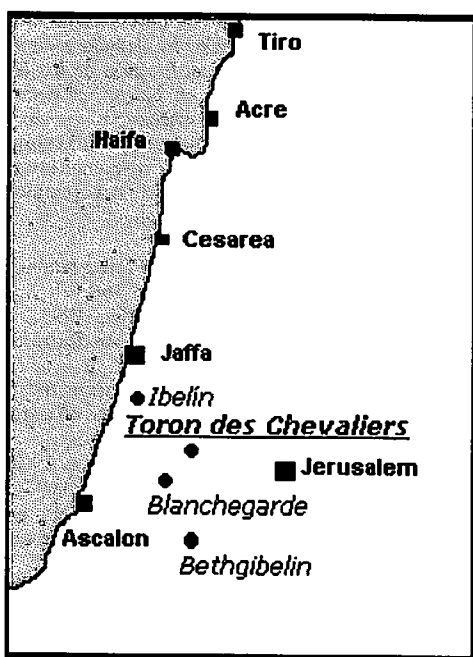 Tiro
Acre
Haifa
Cesarea
Jaffa
Ibelín
Toron des Chevaliers
Jerusalem
Blanchegarde
Ascalon
Bethgibelin